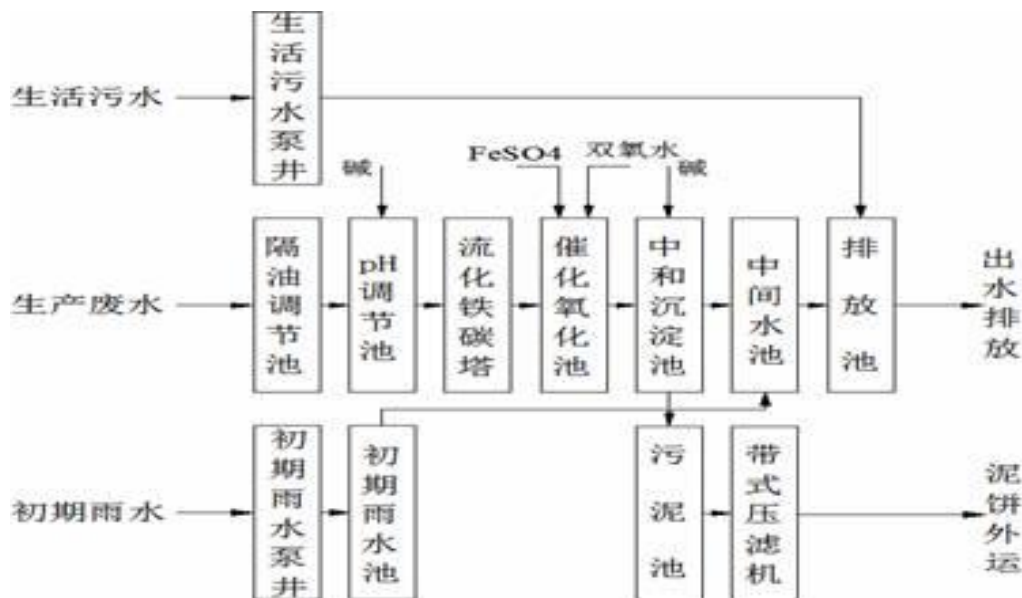 生活污水
生活污水泵井
碱
FeSO4
双氧水
碱
生产废水
隔油调节池
pH调节池
流化铁碳塔
催化氧化池
中和沉淀池
中间水池
排放池
出水排放
初期雨水
初期雨水泵井
初期雨水池
污泥池
带式压滤机
泥饼外运